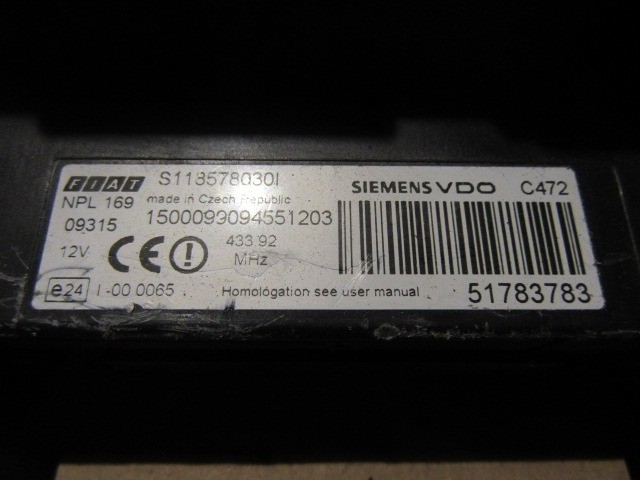 FIAT S118578030I SIEMENS VDO C472
NPL 169 made in Czech republic
09315 1500099094551203
12V CE 433 92
MHz
e24 I -00 0065 Homologation see user manual 51783783